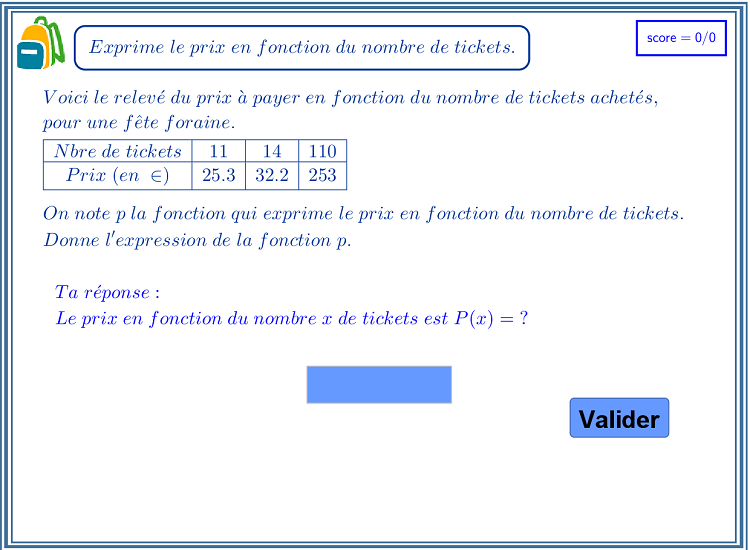 Exprime le prix en fonction du nombre de tickets.
score = 0/0
Voici le relevé du prix à payer en fonction du nombre de tickets achetés,
pour une fête foraine.
Nbre de tickets 11 14 110
Prix (en ∈) 25.3 32.2 253
On note p la fonction qui exprime le prix en fonction du nombre de tickets.
Donne l'expression de la fonction p.
Ta réponse :
Le prix en fonction du nombre x de tickets est P(x) = ?
Valider